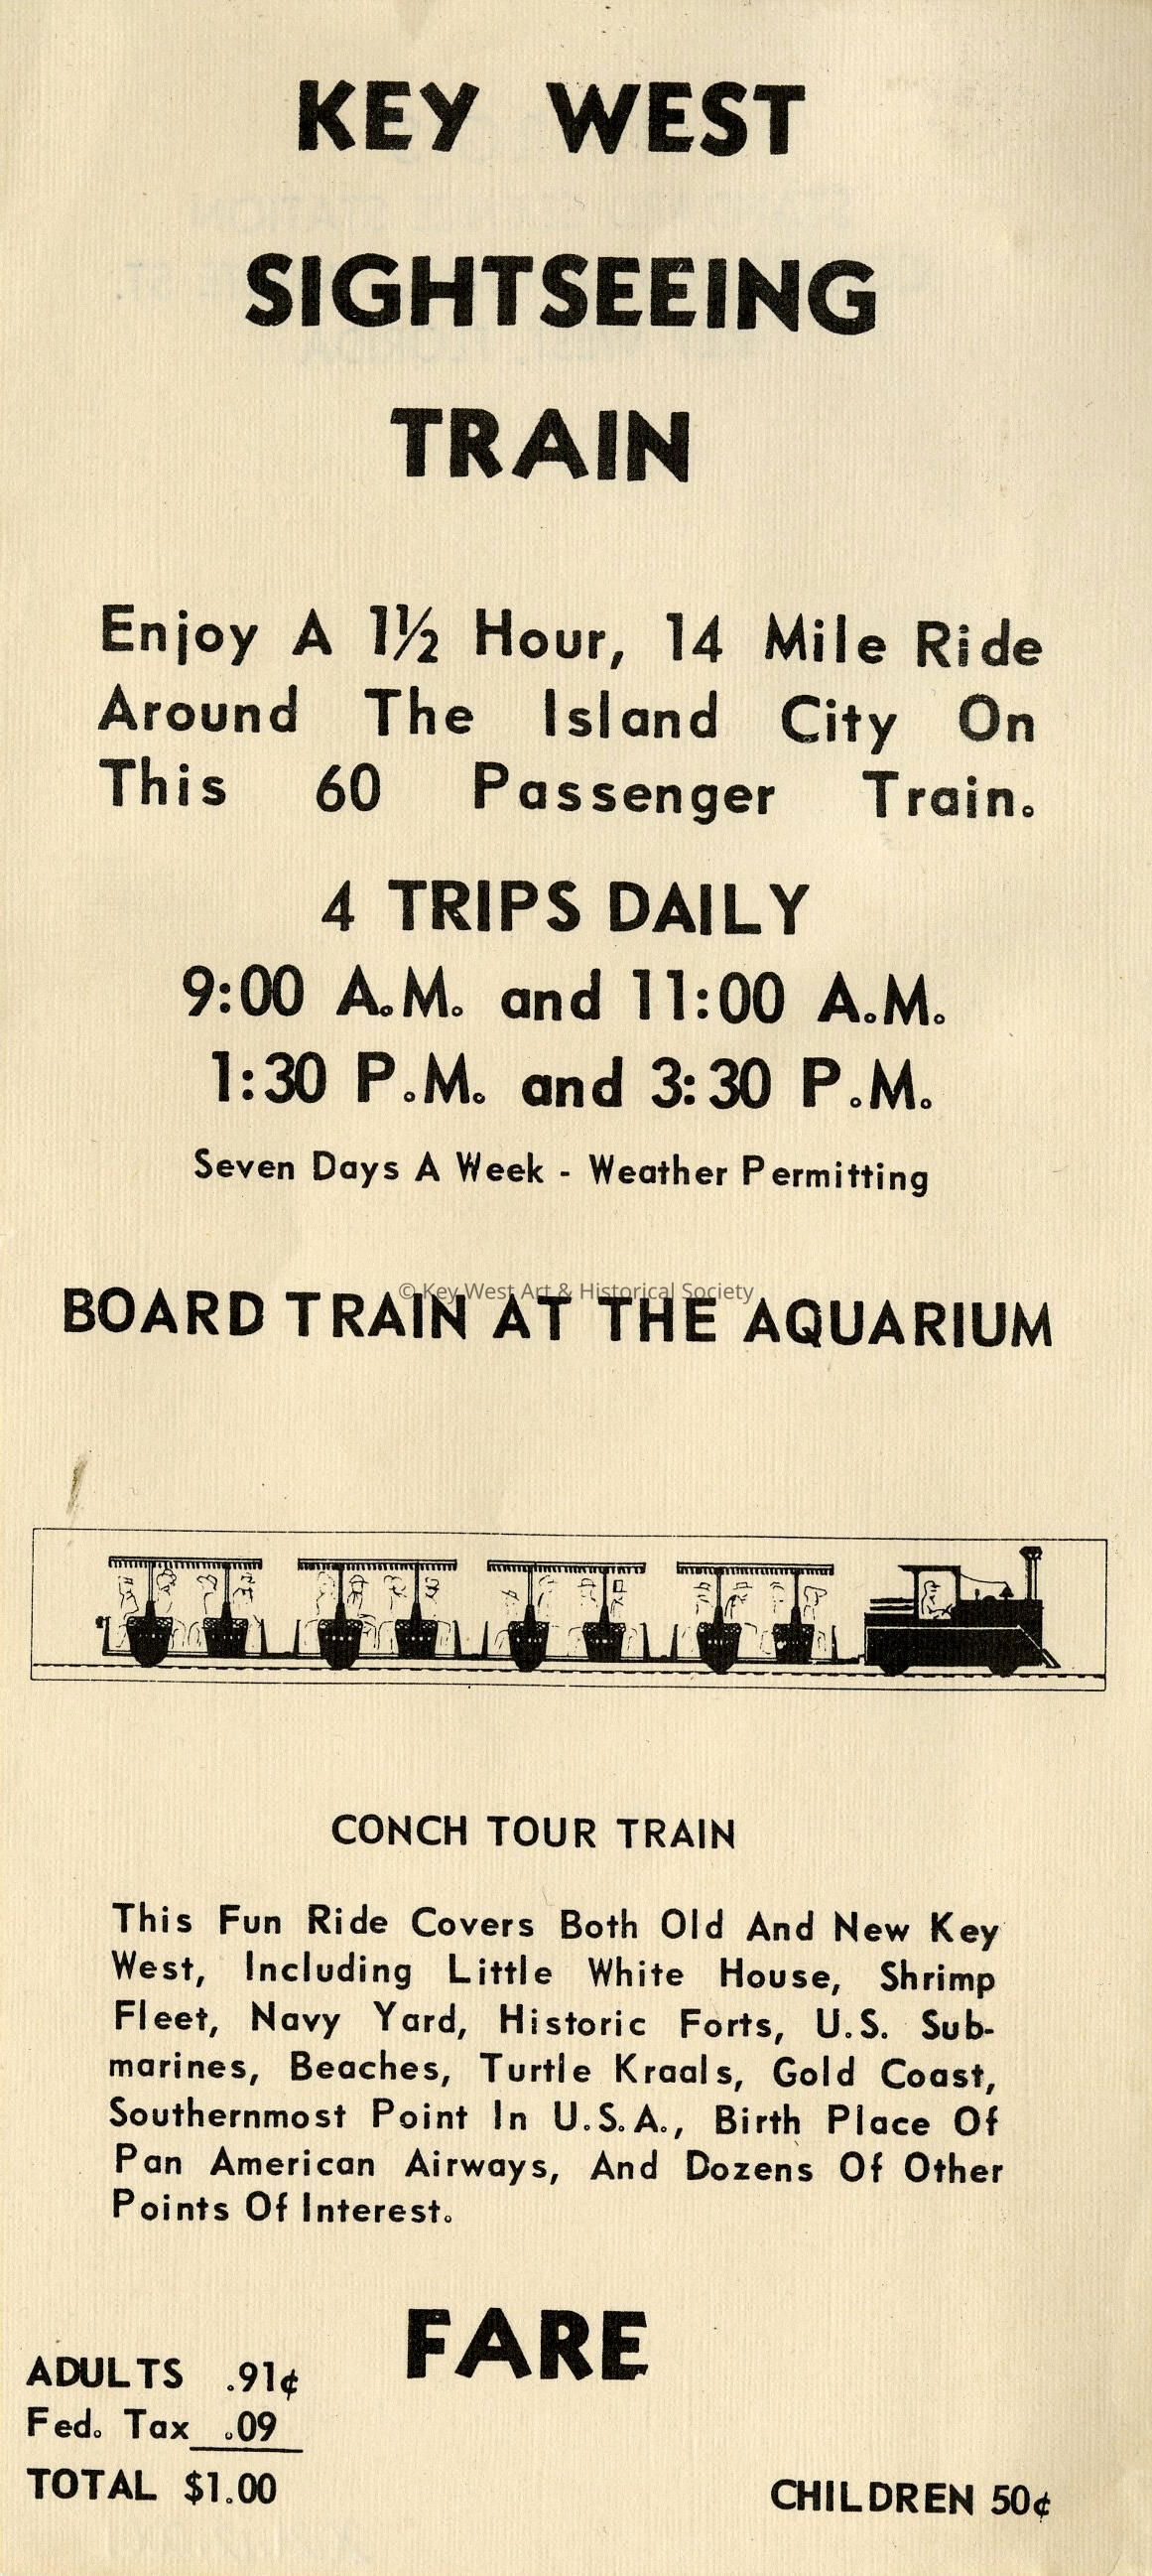 KEY WEST
SIGHTSEEING
TRAIN
Enjoy A 1½ Hour, 14 Mile Ride
Around The Island City On
This 60 Passenger Train.
4 TRIPS DAILY
9:00 A.M. and 11:00 A.M.
1:30 P.M. and 3:30 P.M.
Seven Days A Week - Weather Permitting
© Key West Art & Historical Society
BOARD TRAIN AT THE AQUARIUM
CONCH TOUR TRAIN
This Fun Ride Covers Both Old And New Key
West, Including Little White House, Shrimp
Fleet, Navy Yard, Historic Forts, U.S. Sub-
marines, Beaches, Turtle Kraals, Gold Coast,
Southernmost Point In U.S.A., Birth Place Of
Pan American Airways, And Dozens Of Other
Points Of Interest.
FARE
ADULTS .91¢
Fed. Tax .09
TOTAL $1.00
CHILDREN 50¢